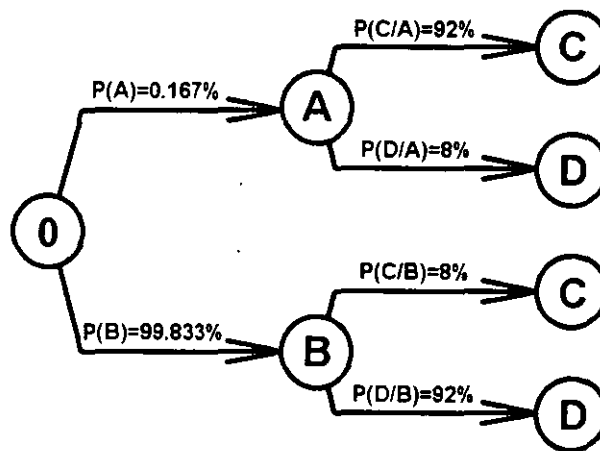 P(C/A)=92%
C
P(A)=0.167%
A
P(D/A)=8%
D
0
P(C/B)=8%
C
P(B)=99.833%
B
P(D/B)=92%
D